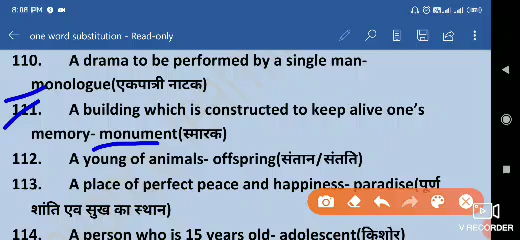 8:08 PM
one word substitution - Read-only
110. A drama to be performed by a single man-
monologue(एकपात्री नाटक)
111. A building which is constructed to keep alive one's
memory- monument(स्मारक)
112. A young of animals- offspring(संतान/संतति)
113. A place of perfect peace and happiness- paradise(पूर्ण
शांति एव सुख का स्थान)
114. A person who is 15 years old- adolescent(किशोर)
V RECORDER